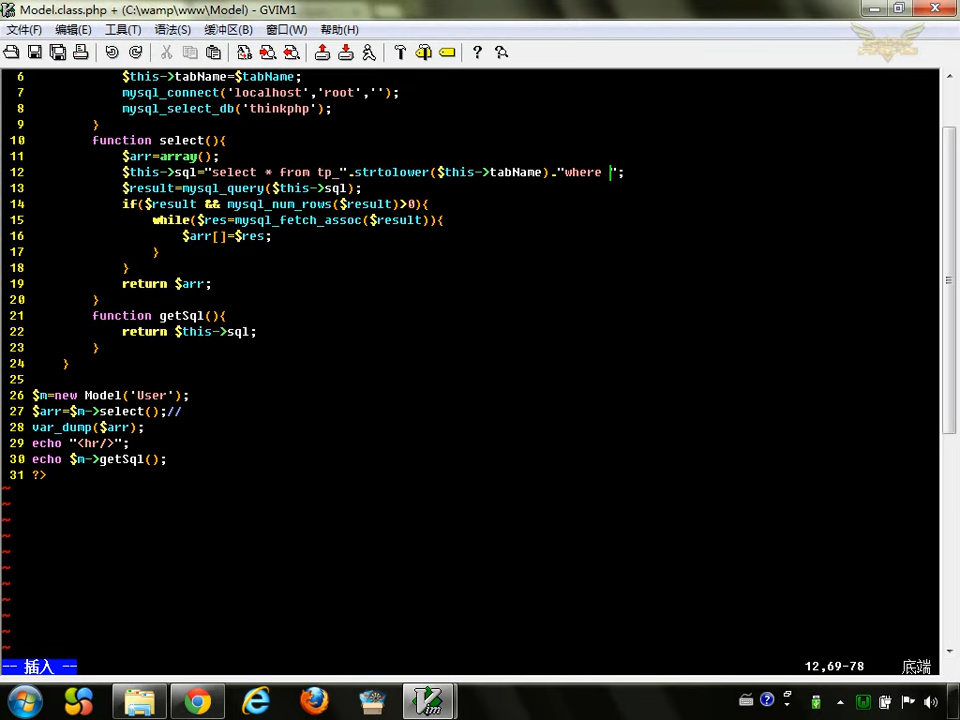 Model.class.php + (C:\wamp\www\Model) - GVIM1
文件(F) 编辑(E) 工具(T) 语法(S) 缓冲区(B) 窗口(W) 帮助(H)
6 $this->tabName=$tabName;
7 mysql_connect('localhost','root','');
8 mysql_select_db('thinkphp');
9 }
10 function select(){
11 $arr=array();
12 $this->sql="select * from tp_".strtolower($this->tabName)."where ";
13 $result=mysql_query($this->sql);
14 if($result && mysql_num_rows($result)>0){
15 while($res=mysql_fetch_assoc($result)){
16 $arr[]=$res;
17 }
18 }
19 return $arr;
20 }
21 function getSql(){
22 return $this->sql;
23 }
24 }
25
26 $m=new Model('User');
27 $arr=$m->select();//
28 var_dump($arr);
29 echo "<hr/>";
30 echo $m->getSql();
31 ?>
~
~
~
~
~
~
~
~
~
~
~
-- 插入 -- 12,69-78 底端